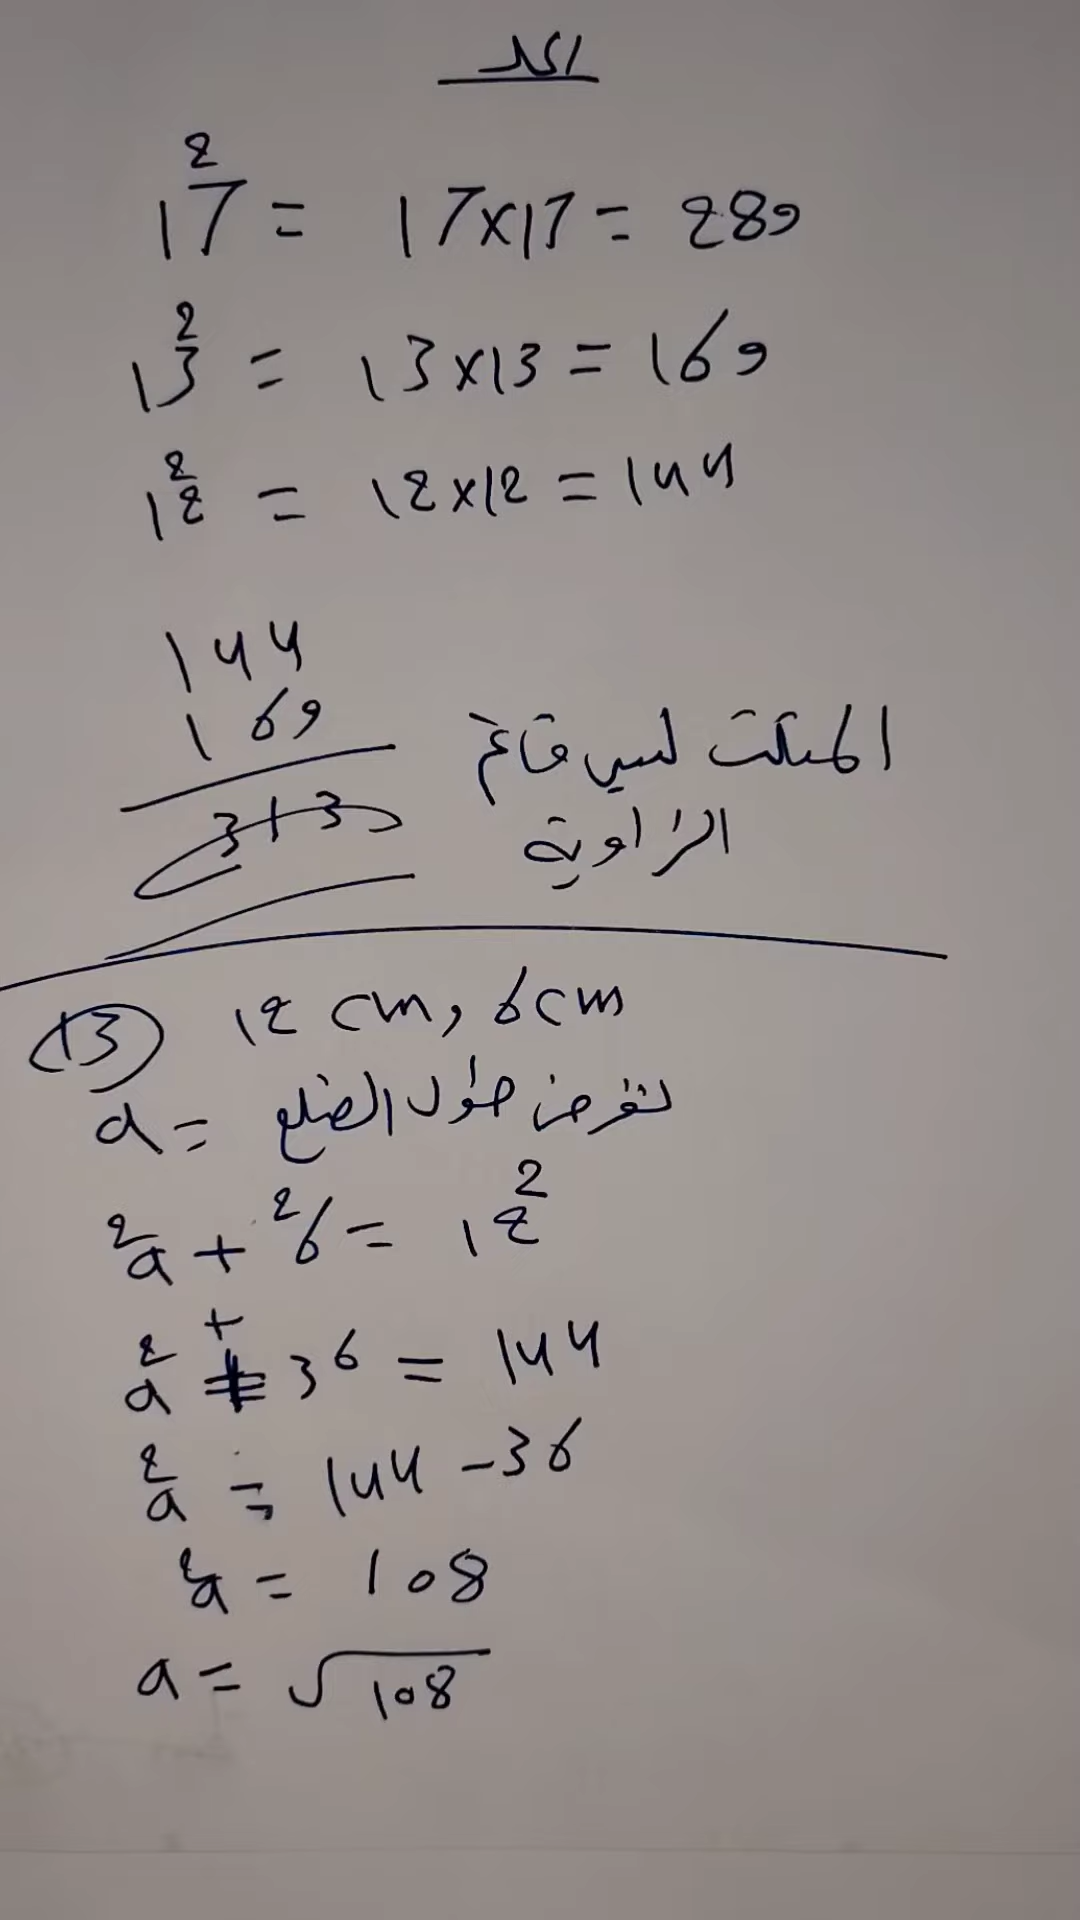 الحل
17² = 17×17 = 289
13² = 13×13 = 169
12² = 12×12 = 144
144
169
313
المثلث ليس قائم
الزاوية
13 12 cm, 6cm
نفرض طول الضلع = a
a² + 6² = 12²
a² + 36 = 144
a² = 144 - 36
a² = 108
a = √108